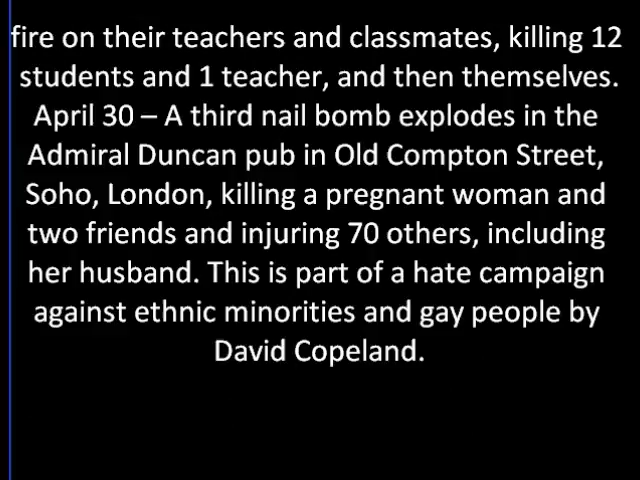 fire on their teachers and classmates, killing 12
students and 1 teacher, and then themselves.
April 30 – A third nail bomb explodes in the
Admiral Duncan pub in Old Compton Street,
Soho, London, killing a pregnant woman and
two friends and injuring 70 others, including
her husband. This is part of a hate campaign
against ethnic minorities and gay people by
David Copeland.